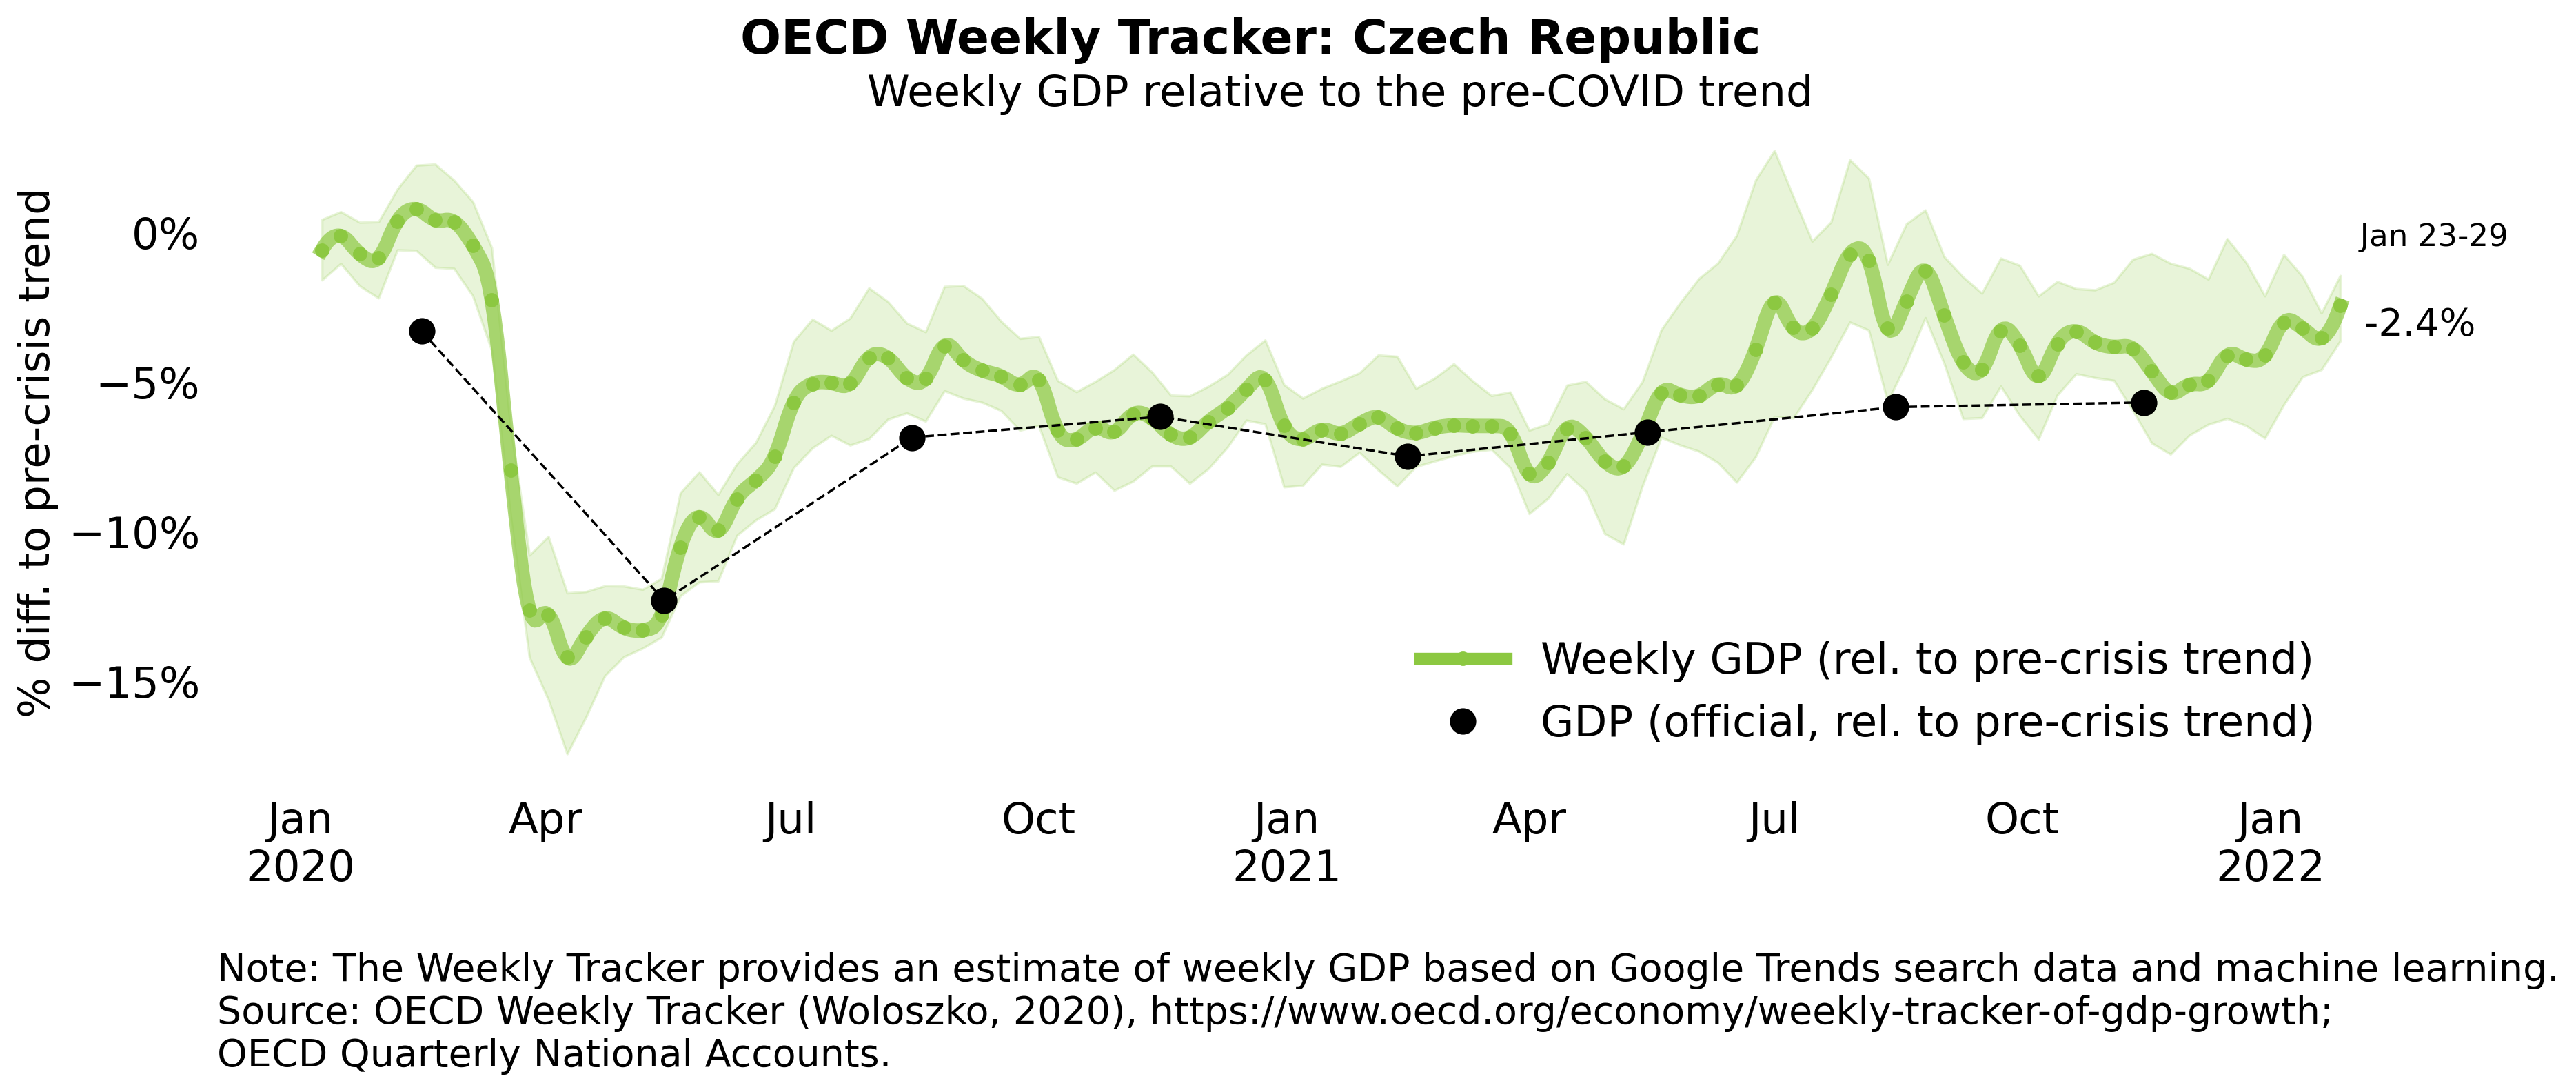 OECD Weekly Tracker: Czech Republic
Weekly GDP relative to the pre-COVID trend
% diff. to pre-crisis trend
0%
−5%
−10%
−15%
Jan 23-29
-2.4%
Weekly GDP (rel. to pre-crisis trend)
GDP (official, rel. to pre-crisis trend)
Jan Apr Jul Oct Jan Apr Jul Oct Jan
2020 2021 2022
Note: The Weekly Tracker provides an estimate of weekly GDP based on Google Trends search data and machine learning.
Source: OECD Weekly Tracker (Woloszko, 2020), https://www.oecd.org/economy/weekly-tracker-of-gdp-growth;
OECD Quarterly National Accounts.